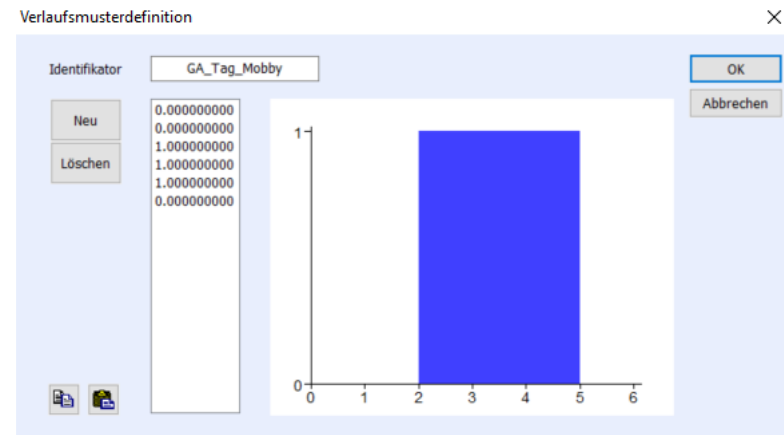 Verlaufsmusterdefinition
Identifikator
GA_Tag_Mobby
OK
Abbrechen
Neu
Löschen
0.000000000
0.000000000
1.000000000
1.000000000
1.000000000
0.000000000
1
0
0 1 2 3 4 5 6